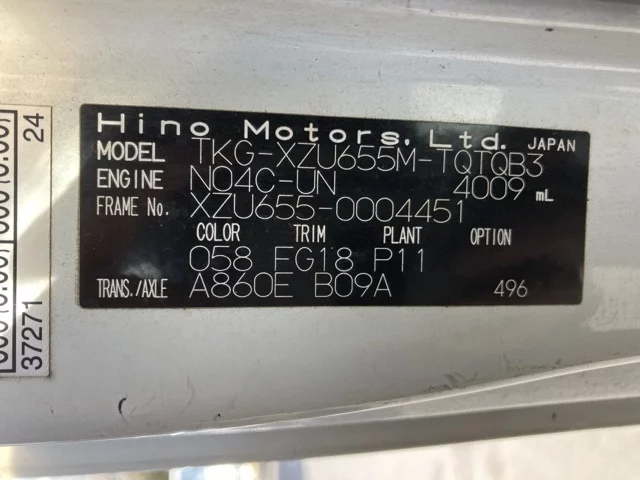 Hino Motors, Ltd. JAPAN
MODEL TKG-XZU655M-TQTQB3
ENGINE N04C-UN 4009 mL
FRAME No. XZU655-0004451
COLOR TRIM PLANT OPTION
058 FG18 P11
TRANS./AXLE A860E B09A 496
37271 24